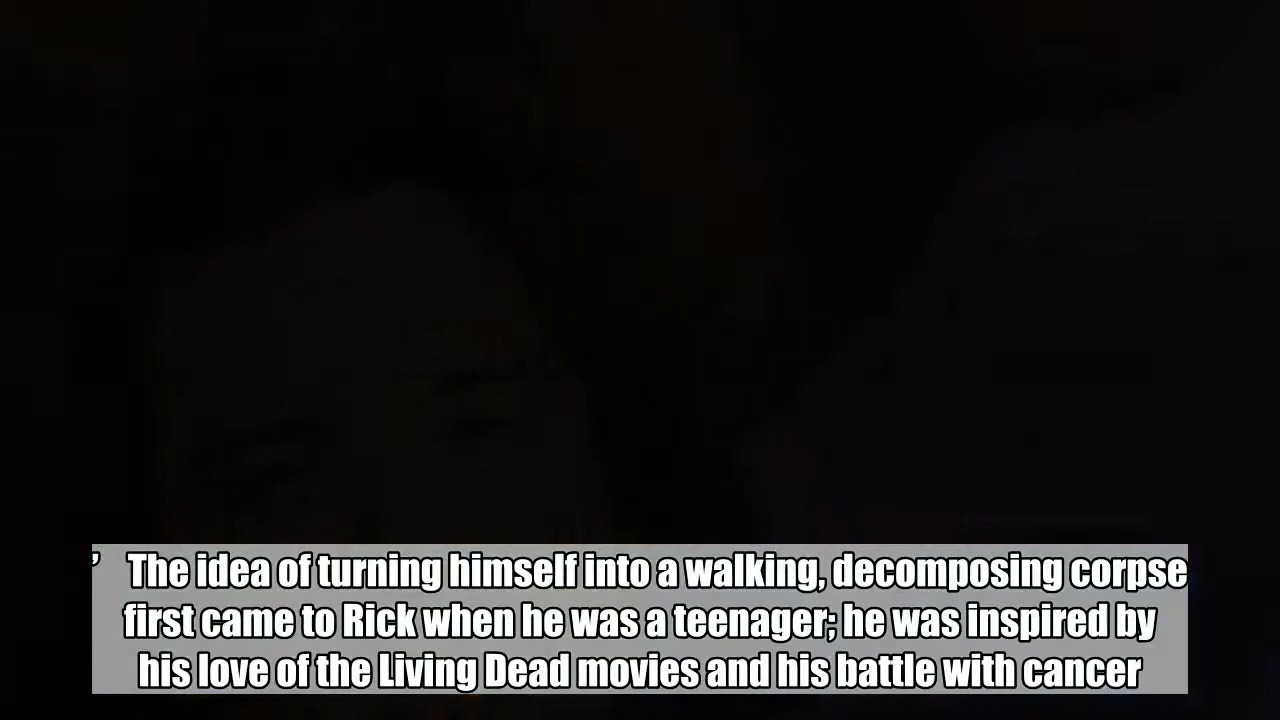 ’ The idea of turning himself into a walking, decomposing corpse
first came to Rick when he was a teenager; he was inspired by
his love of the Living Dead movies and his battle with cancer